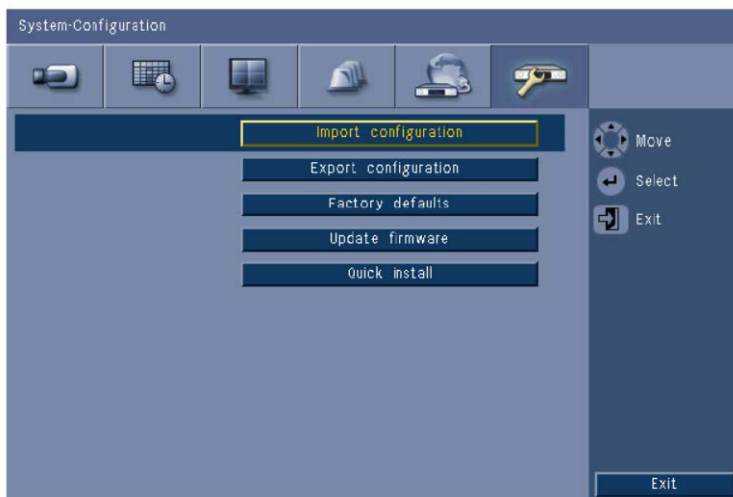 System-Configuration
Import configuration
Export configuration
Factory defaults
Update firmware
Quick install
Move
Select
Exit
Exit